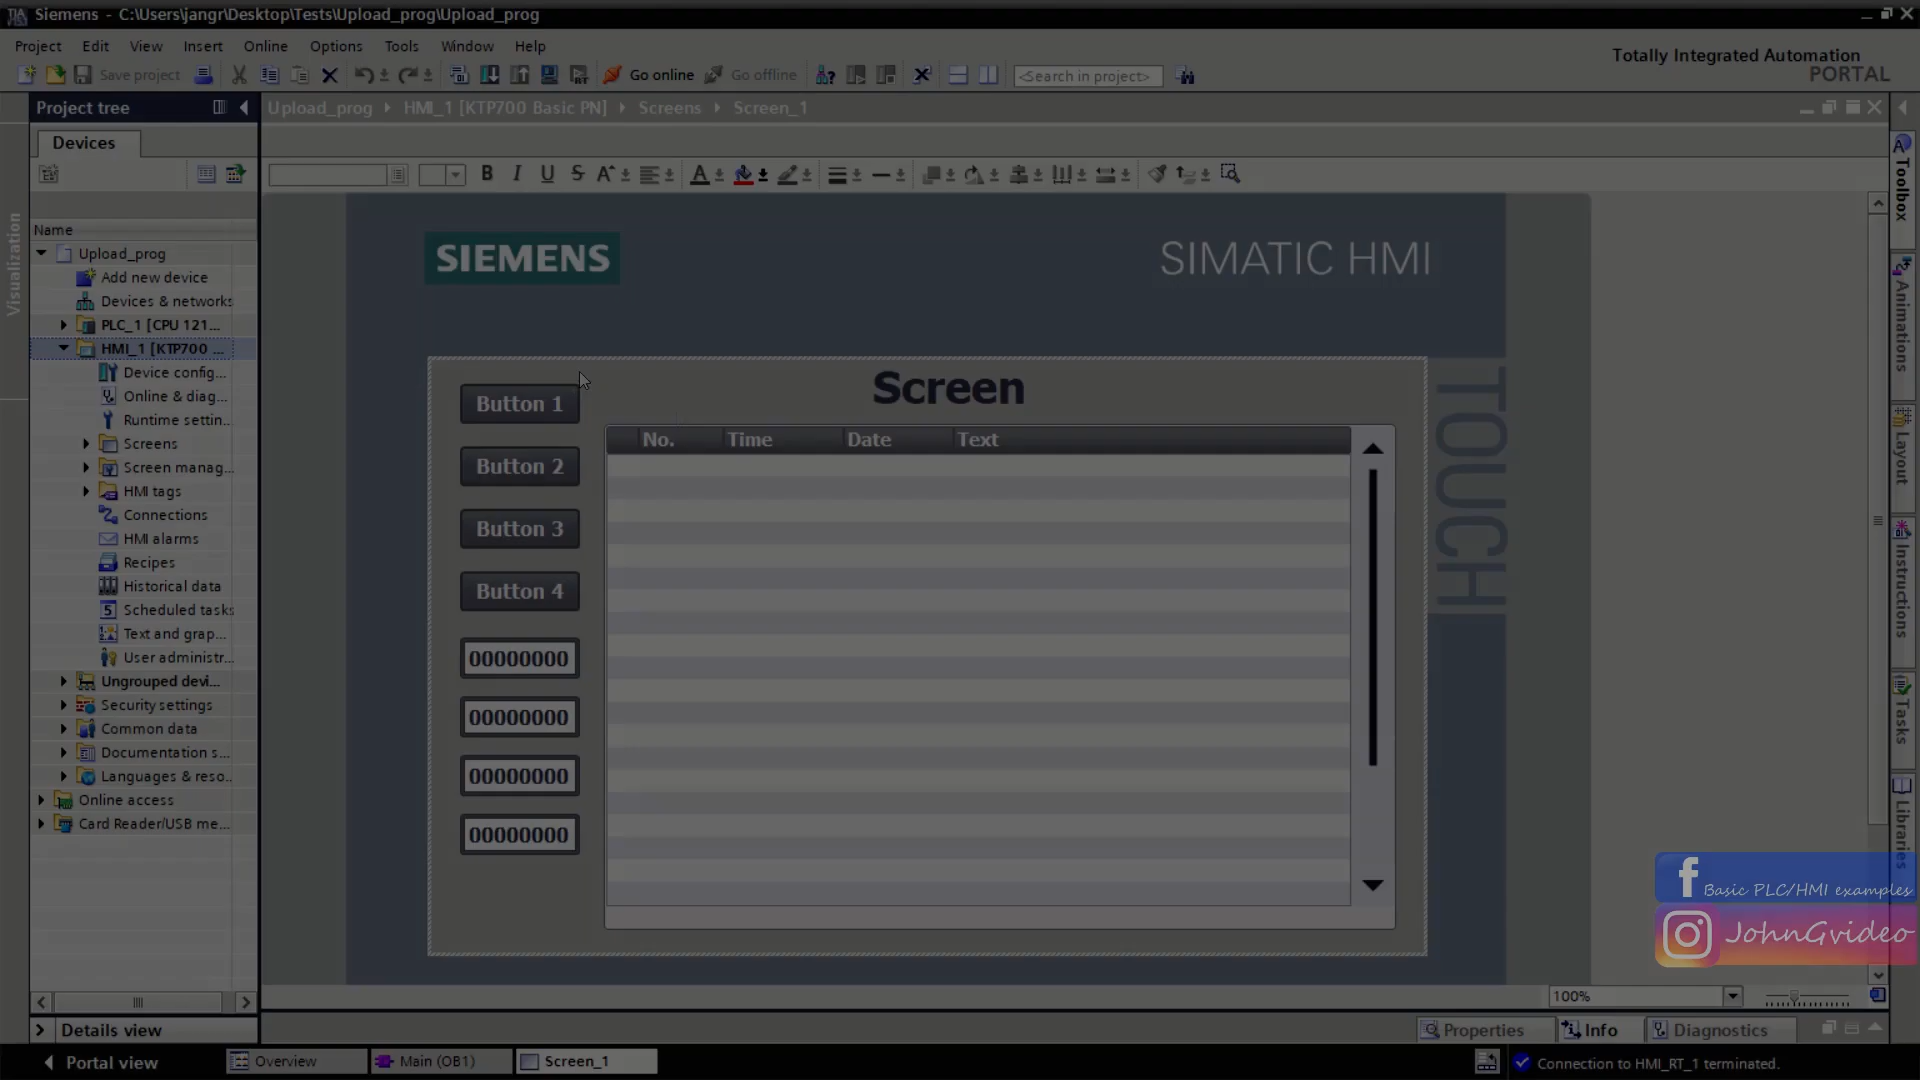 Siemens - C:\Users\jangr\Desktop\Tests\Upload_prog\Upload_prog
Project Edit View Insert Online Options Tools Window Help
Totally Integrated Automation
PORTAL
Save project
Go online
Go offline
<Search in project>
Project tree
Upload_prog HMI_1 [KTP700 Basic PN] Screens Screen_1
Devices
B I U S A A
Visualization
Name
Upload_prog
Add new device
Devices & networks
PLC_1 [CPU 121...
HMI_1 [KTP700 ...
Device config...
Online & diag...
Runtime settin...
Screens
Screen manag...
HMI tags
Connections
HMI alarms
Recipes
Historical data
Scheduled tasks
Text and grap...
User administr...
Ungrouped devi...
Security settings
Common data
Documentation s...
Languages & reso..
Online access
Card Reader/USB me...
Details view
SIEMENS
SIMATIC HMI
TOUCH
Screen
Button 1
Button 2
Button 3
Button 4
00000000
00000000
00000000
00000000
No. Time Date Text
Toolbox
Animations
Layout
Instructions
Tasks
Libraries
f Basic PLC/HMI examples
JohnGvideo
100%
Properties Info Diagnostics
Portal view Overview Main (OB1) Screen_1
Connection to HMI_RT_1 terminated.